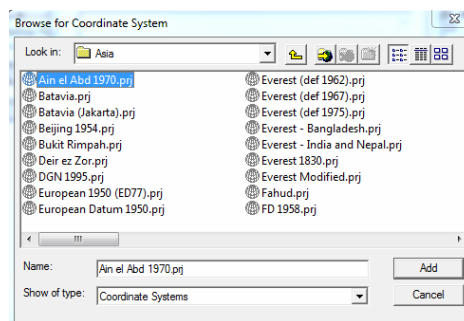 Browse for Coordinate System
Look in: Asia
Ain el Abd 1970.prj
Batavia.prj
Batavia (Jakarta).prj
Beijing 1954.prj
Bukit Rimpah.prj
Deir ez Zor.prj
DGN 1995.prj
European 1950 (ED77).prj
European Datum 1950.prj
Everest (def 1962).prj
Everest (def 1967).prj
Everest (def 1975).prj
Everest - Bangladesh.prj
Everest - India and Nepal.prj
Everest 1830.prj
Everest Modified.prj
Fahud.prj
FD 1958.prj
Name: Ain el Abd 1970.prj Add
Show of type: Coordinate Systems Cancel